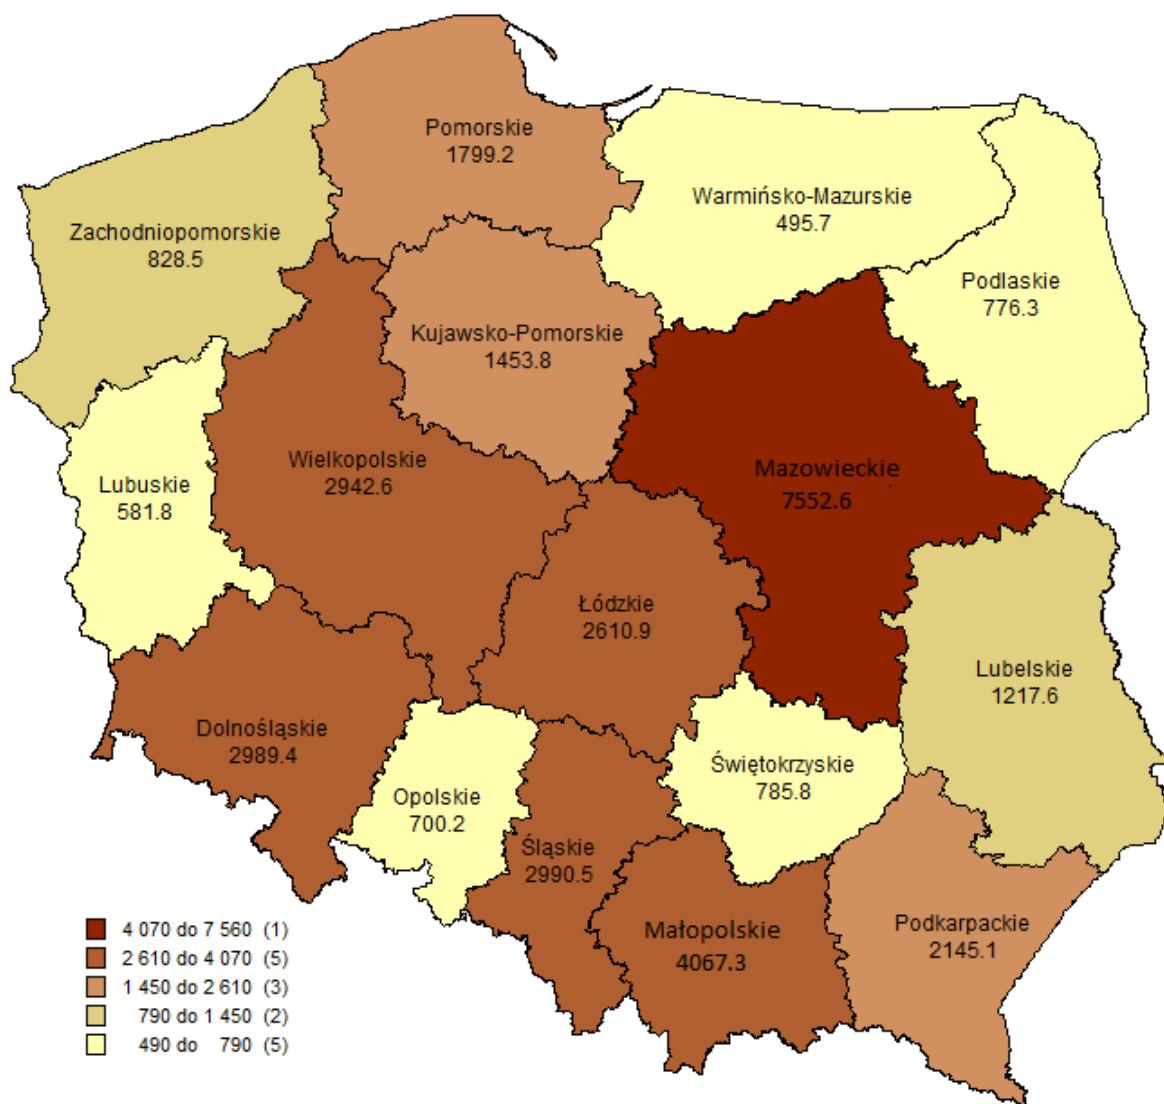 Pomorskie
1799.2
Warmińsko-Mazurskie
495.7
Zachodniopomorskie
828.5
Podlaskie
776.3
Kujawsko-Pomorskie
1453.8
Wielkopolskie
2942.6
Mazowieckie
7552.6
Lubuskie
581.8
Łódzkie
2610.9
Lubelskie
1217.6
Dolnośląskie
2989.4
Świętokrzyskie
785.8
Opolskie
700.2
Śląskie
2990.5
Małopolskie
4067.3
Podkarpackie
2145.1
4 070 do 7 560 (1)
2 610 do 4 070 (5)
1 450 do 2 610 (3)
790 do 1 450 (2)
490 do 790 (5)